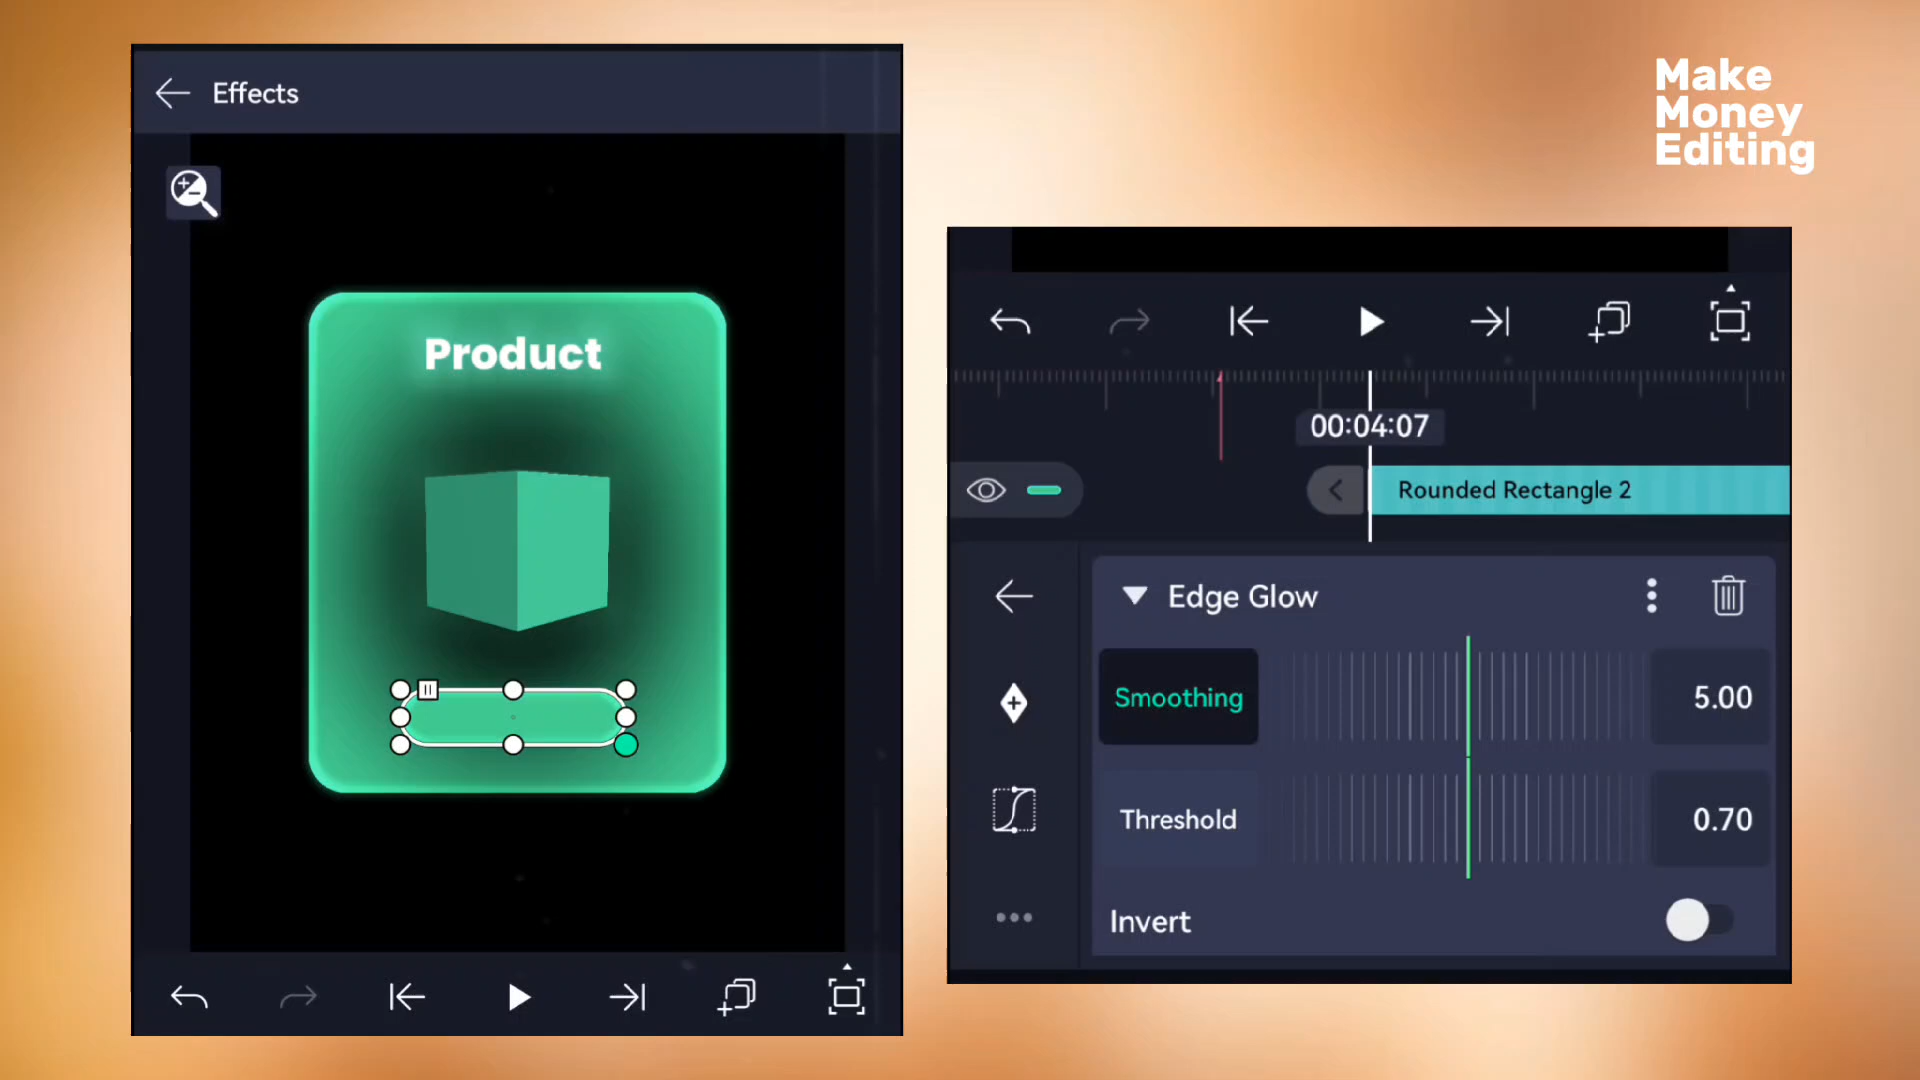 Effects
Product
Make
Money
Editing
00:04:07
Rounded Rectangle 2
Edge Glow
Smoothing
5.00
Threshold
0.70
Invert